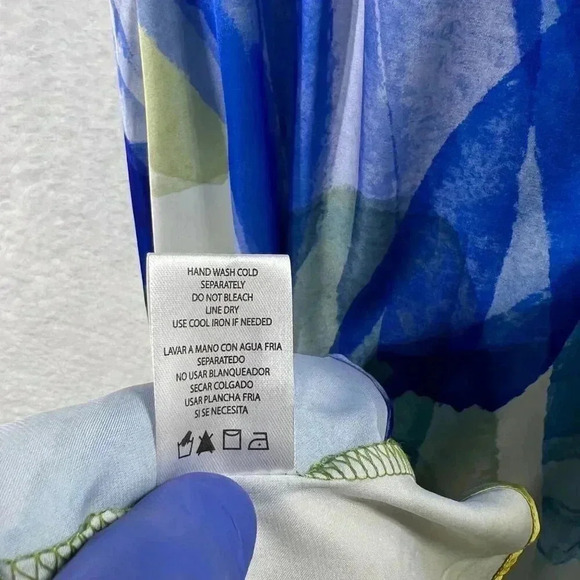 HAND WASH COLD
SEPARATELY
DO NOT BLEACH
LINE DRY
USE COOL IRON IF NEEDED
LAVAR A MANO CON AGUA FRIA
SEPARATEDO
NO USAR BLANQUEADOR
SECAR COLGADO
USAR PLANCHA FRIA
SI SE NECESITA